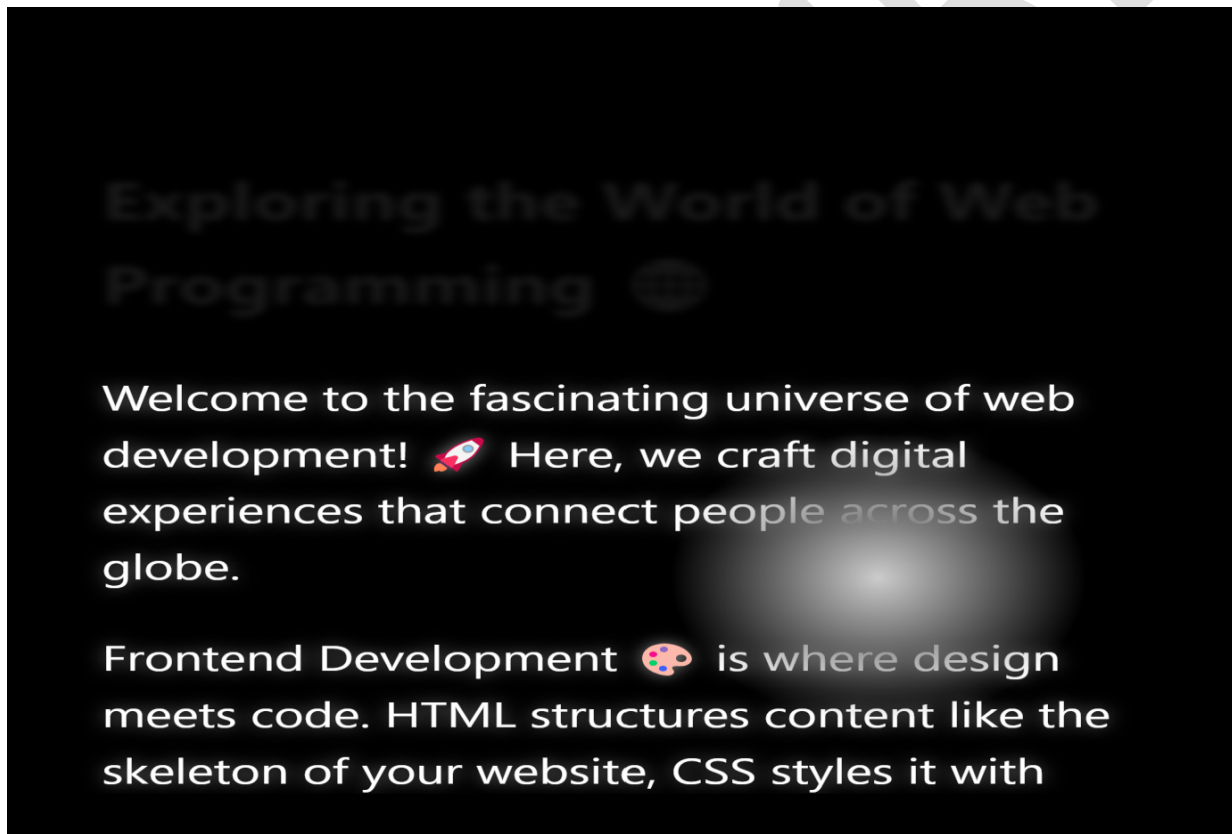 Exploring the World of Web
Programming 🌐
Welcome to the fascinating universe of web
development! 🚀 Here, we craft digital
experiences that connect people across the
globe.
Frontend Development 🎨 is where design
meets code. HTML structures content like the
skeleton of your website, CSS styles it with